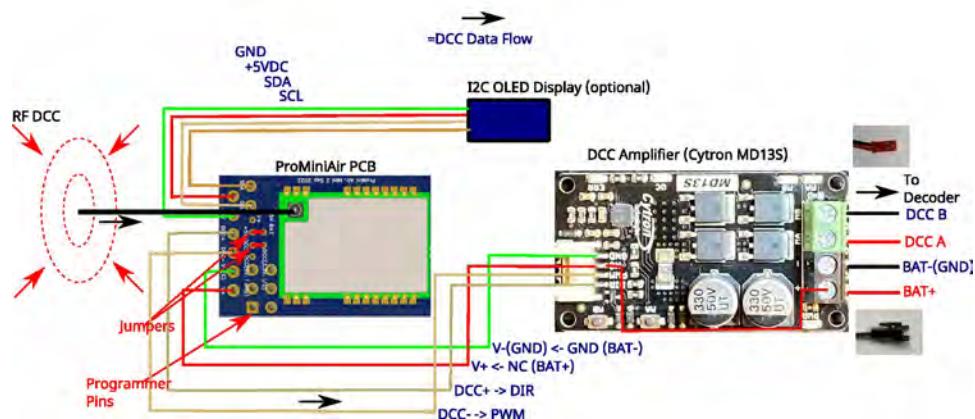 =DCC Data Flow
GND
+5VDC
SDA
SCL
I2C OLED Display (optional)
RF DCC
ProMiniAir PCB
DCC Amplifier (Cytron MD13S)
To
Decoder
DCC B
DCC A
BAT-(GND)
BAT+
MD13S
Cytron
330
50V
UT
330
50V
UT
Jumpers
Programmer
Pins
V-(GND) <- GND (BAT-)
V+ <- NC (BAT+)
DCC+ -> DIR
DCC- -> PWM